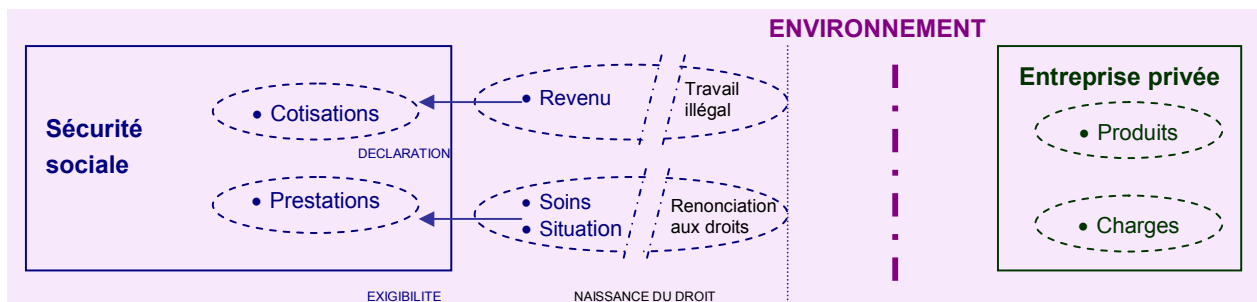 ENVIRONNEMENT
Sécurité
sociale
• Cotisations
DECLARATION
• Prestations
EXIGIBILITE
• Revenu
Travail
illégal
• Soins
• Situation
Renonciation
aux droits
NAISSANCE DU DROIT
Entreprise privée
• Produits
• Charges